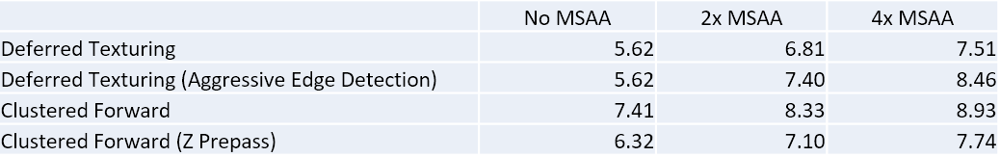 No MSAA 2x MSAA 4x MSAA
Deferred Texturing 5.62 6.81 7.51
Deferred Texturing (Aggressive Edge Detection) 5.62 7.40 8.46
Clustered Forward 7.41 8.33 8.93
Clustered Forward (Z Prepass) 6.32 7.10 7.74